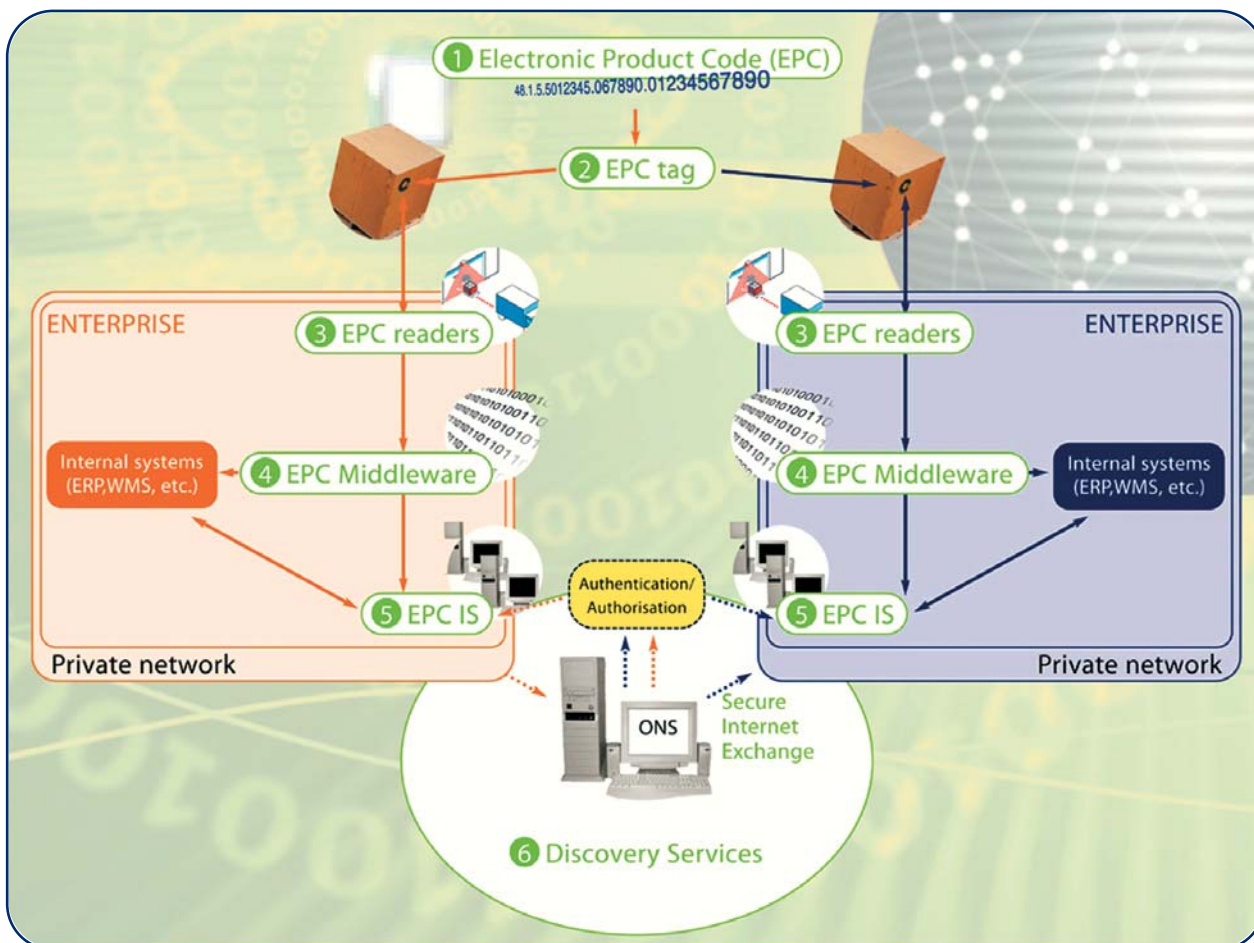 1 Electronic Product Code (EPC)
48.1.5.5012345.067890.01234567890
2 EPC tag
ENTERPRISE
3 EPC readers
4 EPC Middleware
Internal systems
(ERP,WMS, etc.)
5 EPC IS
Private network
ENTERPRISE
3 EPC readers
4 EPC Middleware
Internal systems
(ERP,WMS, etc.)
5 EPC IS
Private network
Authentication/
Authorisation
ONS
Secure
Internet
Exchange
6 Discovery Services